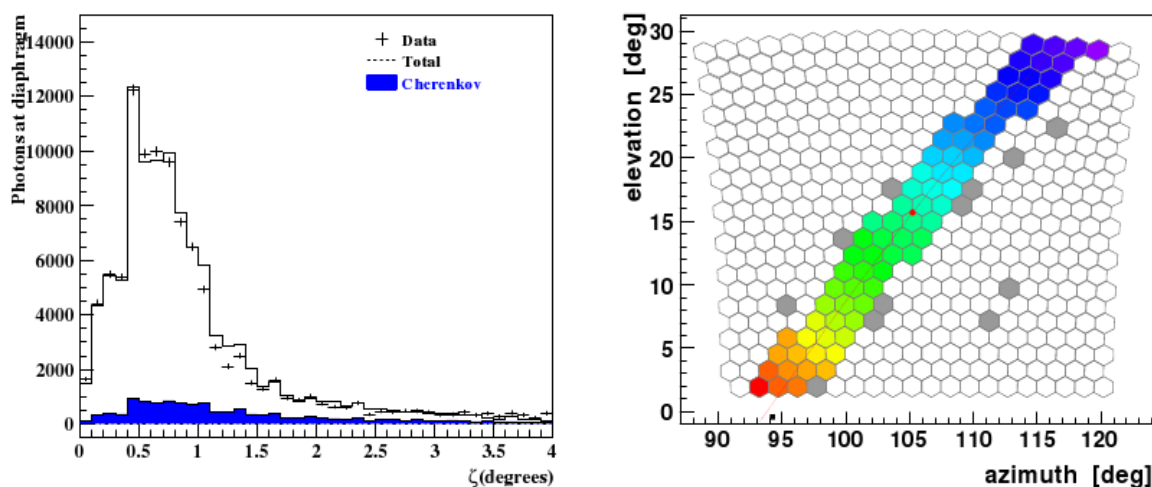 Photons at diaphragm
14000
12000
10000
8000
6000
4000
2000
0
Data
Total
Cherenkov
0 0.5 1 1.5 2 2.5 3 3.5 4
ζ(degrees)
elevation [deg]
30
25
20
15
10
5
0
90 95 100 105 110 115 120
azimuth [deg]